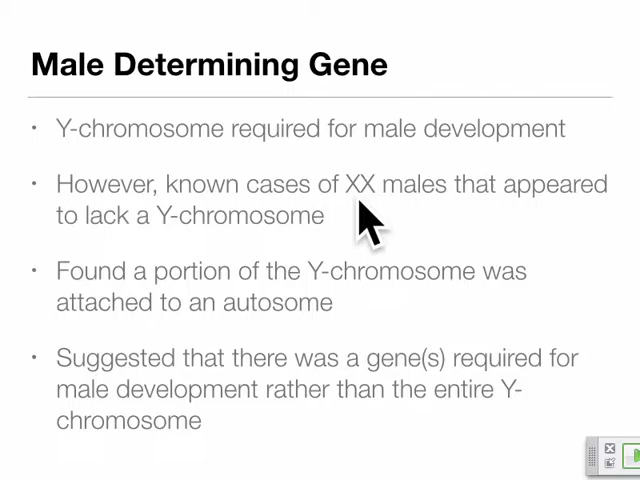 Male Determining Gene
• Y-chromosome required for male development
• However, known cases of XX males that appeared
to lack a Y-chromosome
• Found a portion of the Y-chromosome was
attached to an autosome
• Suggested that there was a gene(s) required for
male development rather than the entire Y-
chromosome